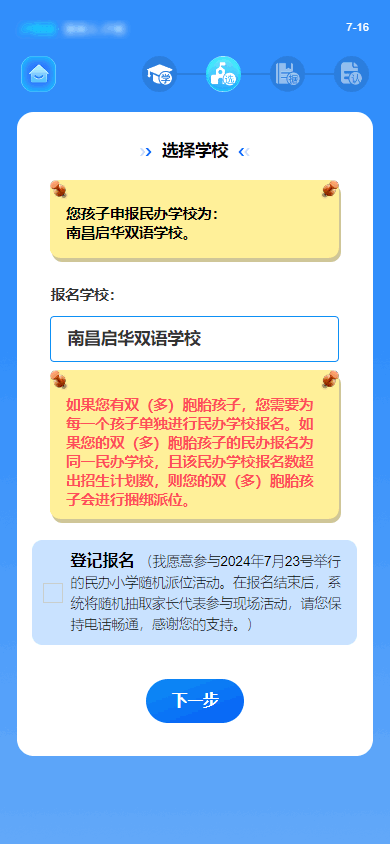 7-16
学
优
认
选择学校
您孩子申报民办学校为：
南昌启华双语学校。
报名学校：
南昌启华双语学校
如果您有双（多）胞胎孩子，您需要为
每一个孩子单独进行民办学校报名。如
果您的双（多）胞胎孩子的民办报名为
同一民办学校，且该民办学校报名数超
出招生计划数，则您的双（多）胞胎孩
子会进行捆绑派位。
登记报名 （我愿意参与2024年7月23号举行
的民办小学随机派位活动。在报名结束后，系
统将随机抽取家长代表参与现场活动，请您保
持电话畅通，感谢您的支持。）
下一步